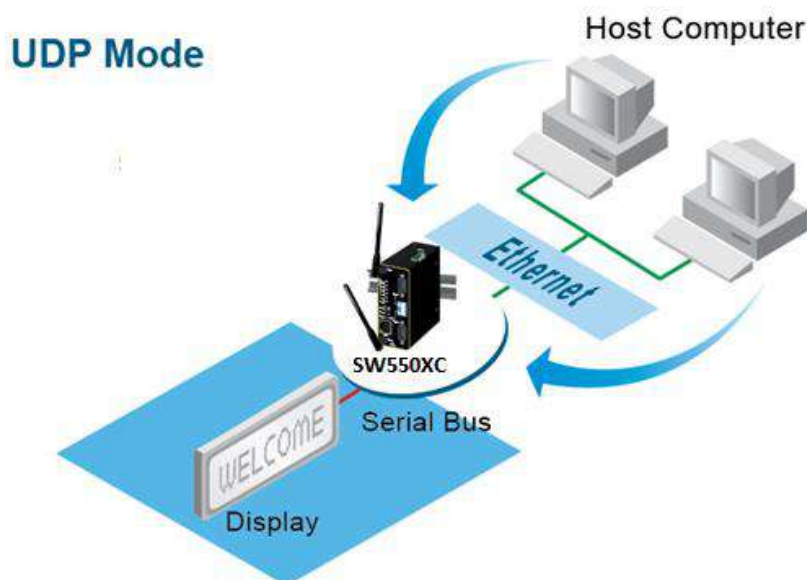 UDP Mode
Host Computer
Ethernet
SW550XC
Serial Bus
WELCOME
Display